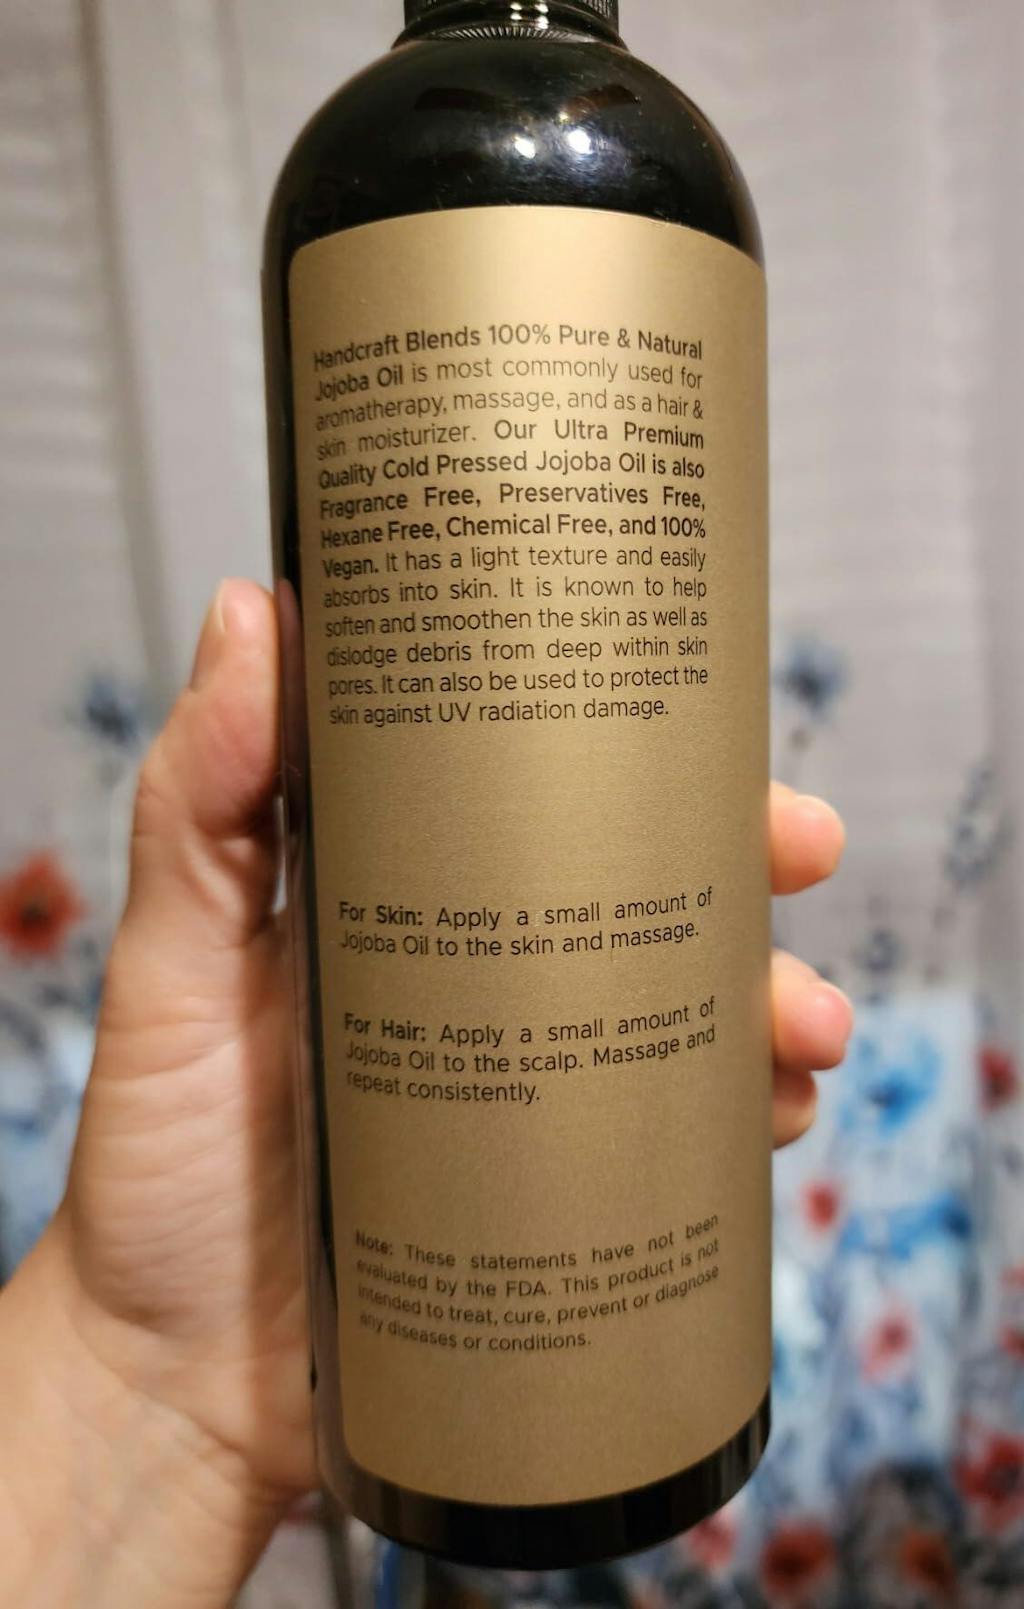 Handcraft Blends 100% Pure & Natural
Jojoba Oil is most commonly used for
aromatherapy, massage, and as a hair &
skin moisturizer. Our Ultra Premium
Quality Cold Pressed Jojoba Oil is also
Fragrance Free, Preservatives Free,
Hexane Free, Chemical Free, and 100%
Vegan. It has a light texture and easily
absorbs into skin. It is known to help
soften and smoothen the skin as well as
dislodge debris from deep within skin
pores. It can also be used to protect the
skin against UV radiation damage.
For Skin: Apply a small amount of
Jojoba Oil to the skin and massage.
For Hair: Apply a small amount of
Jojoba Oil to the scalp. Massage and
repeat consistently.
Note: These statements have not been
evaluated by the FDA. This product is not
intended to treat, cure, prevent or diagnose
any diseases or conditions.